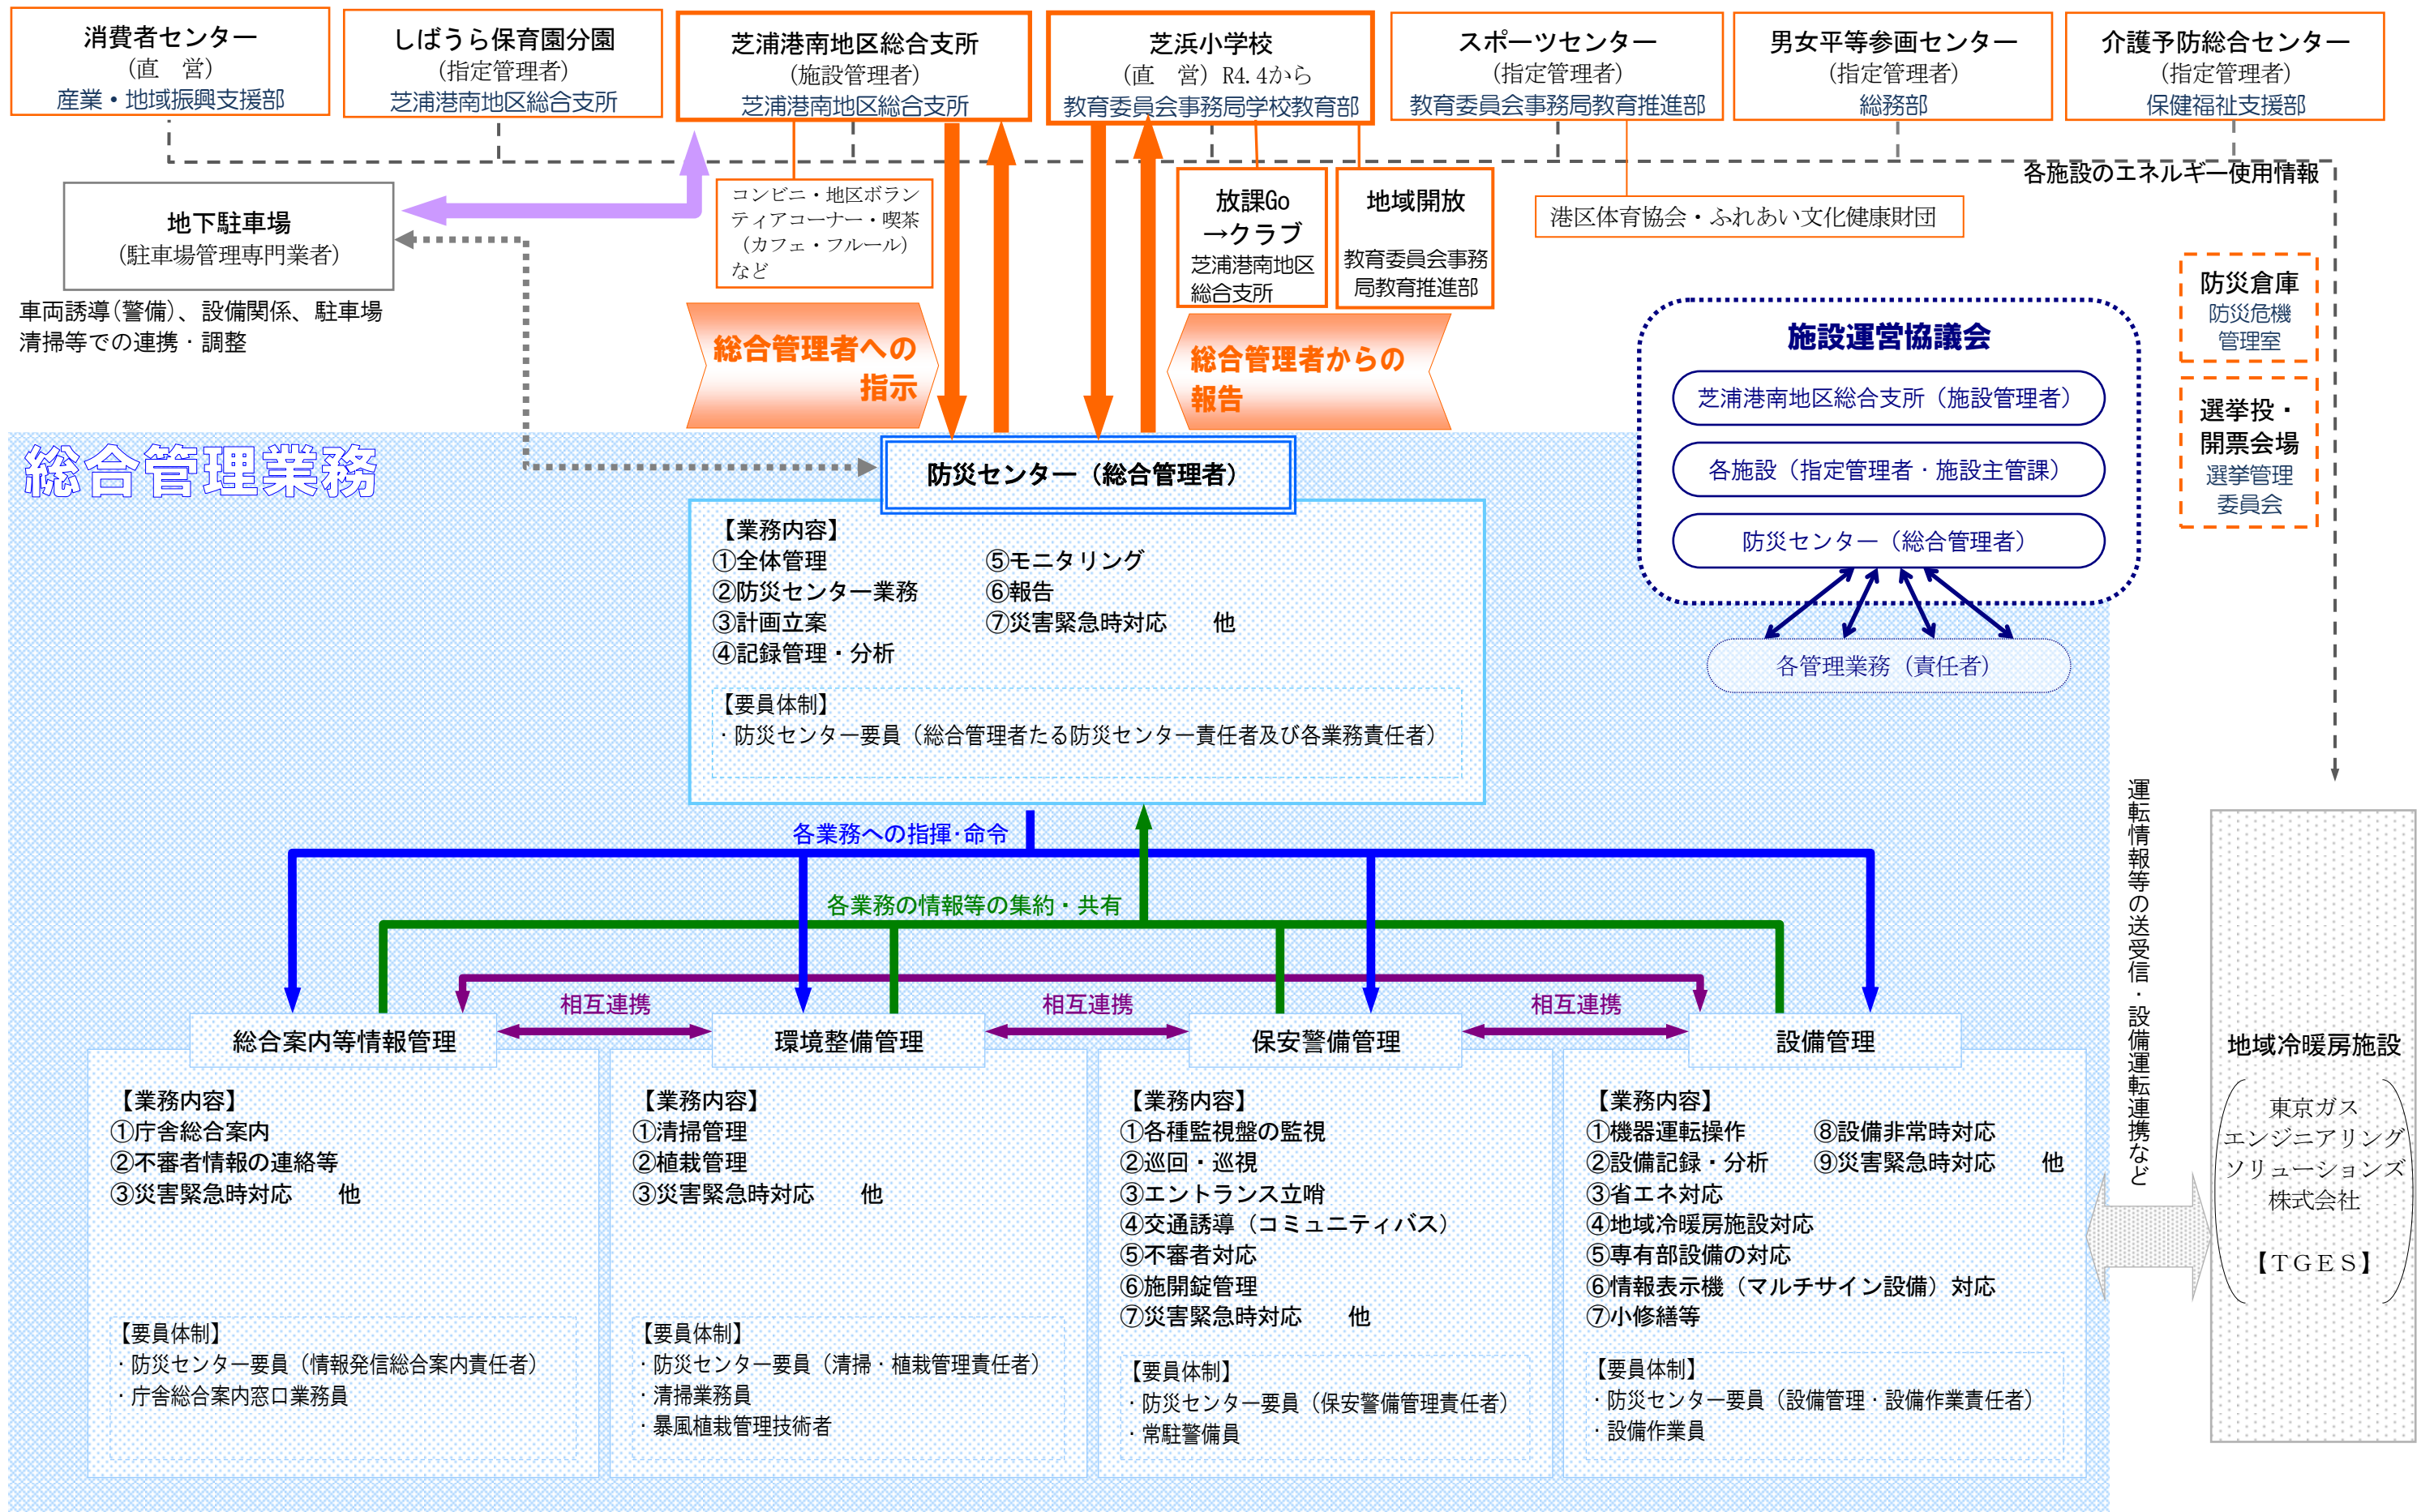 消費者センター
（直　営）
産業・地域振興支援部
しばうら保育園分園
（指定管理者）
芝浦港南地区総合支所
芝浦港南地区総合支所
（施設管理者）
芝浦港南地区総合支所
芝浜小学校
（直　営）R4.4から
教育委員会事務局学校教育部
スポーツセンター
（指定管理者）
教育委員会事務局教育推進部
男女平等参画センター
（指定管理者）
総務部
介護予防総合センター
（指定管理者）
保健福祉支援部
各施設のエネルギー使用情報
地下駐車場
（駐車場管理専門業者）
車両誘導(警備)、設備関係、駐車場
清掃等での連携・調整
コンビニ・地区ボラン
ティアコーナー・喫茶
（カフェ・フルール）
など
放課Go
→クラブ
芝浦港南地区
総合支所
地域開放
教育委員会事務
局教育推進部
港区体育協会・ふれあい文化健康財団
防災倉庫
防災危機
管理室
選挙投・
開票会場
選挙管理
委員会
総合管理者への
指示
総合管理者からの
報告
施設運営協議会
芝浦港南地区総合支所（施設管理者）
各施設（指定管理者・施設主管課）
防災センター（総合管理者）
各管理業務（責任者）
総合管理業務
防災センター（総合管理者）
【業務内容】
①全体管理
②防災センター業務
③計画立案
④記録管理・分析
⑤モニタリング
⑥報告
⑦災害緊急時対応　　他
【要員体制】
・防災センター要員（総合管理者たる防災センター責任者及び各業務責任者）
各業務への指揮・命令
各業務の情報等の集約・共有
相互連携
相互連携
相互連携
総合案内等情報管理
【業務内容】
①庁舎総合案内
②不審者情報の連絡等
③災害緊急時対応　　他
【要員体制】
・防災センター要員（情報発信総合案内責任者）
・庁舎総合案内窓口業務員
環境整備管理
【業務内容】
①清掃管理
②植栽管理
③災害緊急時対応　　他
【要員体制】
・防災センター要員（清掃・植栽管理責任者）
・清掃業務員
・暴風植栽管理技術者
保安警備管理
【業務内容】
①各種監視盤の監視
②巡回・巡視
③エントランス立哨
④交通誘導（コミュニティバス）
⑤不審者対応
⑥施開錠管理
⑦災害緊急時対応　　他
【要員体制】
・防災センター要員（保安警備管理責任者）
・常駐警備員
設備管理
【業務内容】
①機器運転操作
②設備記録・分析
③省エネ対応
④地域冷暖房施設対応
⑤専有部設備の対応
⑥情報表示機（マルチサイン設備）対応
⑦小修繕等
⑧設備非常時対応
⑨災害緊急時対応　　他
【要員体制】
・防災センター要員（設備管理・設備作業責任者）
・設備作業員
運転情報等の送受信・設備運転連携など
地域冷暖房施設
東京ガス
エンジニアリング
ソリューションズ
株式会社
【ＴＧＥＳ】